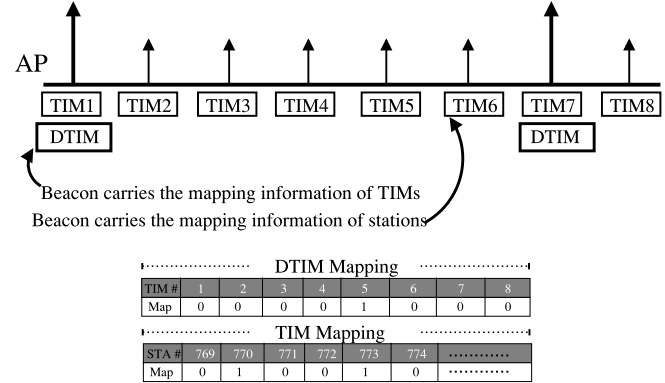 AP
TIM1 TIM2 TIM3 TIM4 TIM5 TIM6 TIM7 TIM8
DTIM DTIM
Beacon carries the mapping information of TIMs
Beacon carries the mapping information of stations
DTIM Mapping
TIM # 1 2 3 4 5 6 7 8
Map 0 0 0 0 1 0 0 0
TIM Mapping
STA # 769 770 771 772 773 774 ............
Map 0 1 0 0 1 0 ............